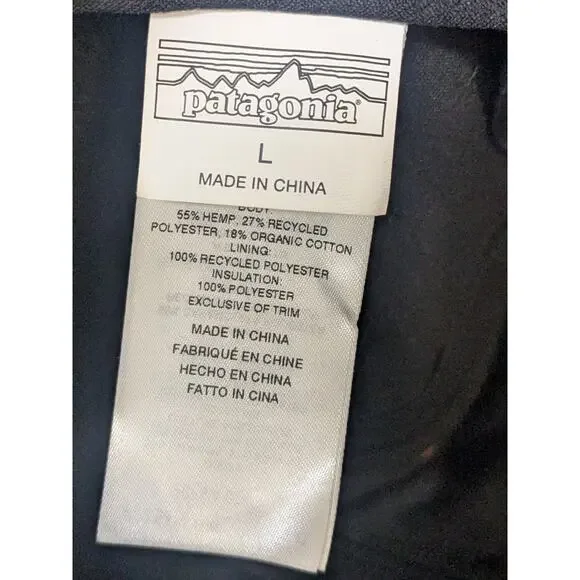 patagonia®
L
MADE IN CHINA
BODY:
55% HEMP, 27% RECYCLED
POLYESTER, 18% ORGANIC COTTON
LINING:
100% RECYCLED POLYESTER
INSULATION:
100% POLYESTER
EXCLUSIVE OF TRIM
MADE IN CHINA
FABRIQUÉ EN CHINE
HECHO EN CHINA
FATTO IN CINA